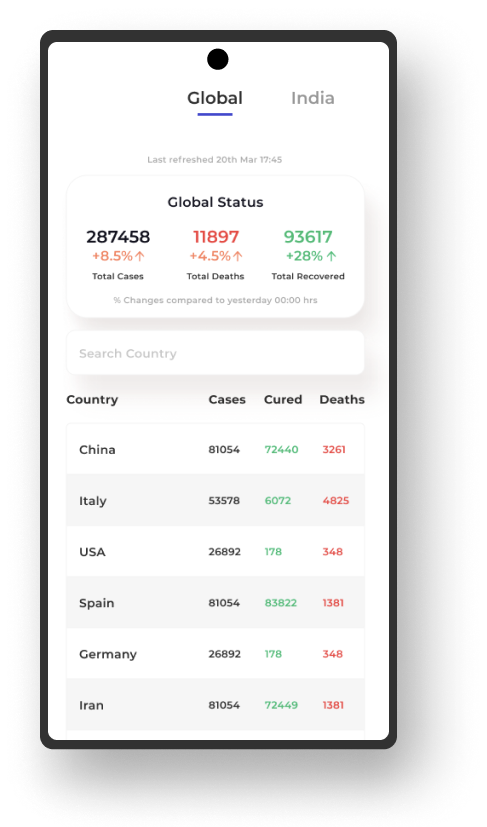 Global India
Last refreshed 20th Mar 17:45
Global Status
287458 11897 93617
+8.5%↑ +4.5%↑ +28% ↑
Total Cases Total Deaths Total Recovered
% Changes compared to yesterday 00:00 hrs
Search Country
Country Cases Cured Deaths
China 81054 72440 3261
Italy 53578 6072 4825
USA 26892 178 348
Spain 81054 83822 1381
Germany 26892 178 348
Iran 81054 72449 1381